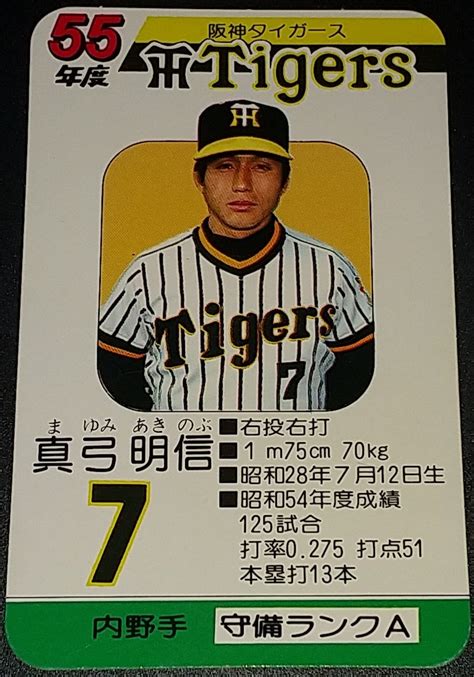 55
年度
阪神タイガース
TH Tigers
TH
Tigers
7
ま ゆみ あき のぶ
真弓明信
7
■右投右打
■1m75cm 70kg
■昭和28年7月12日生
■昭和54年度成績
125試合
打率0.275 打点51
本塁打13本
内野手 守備ランクA